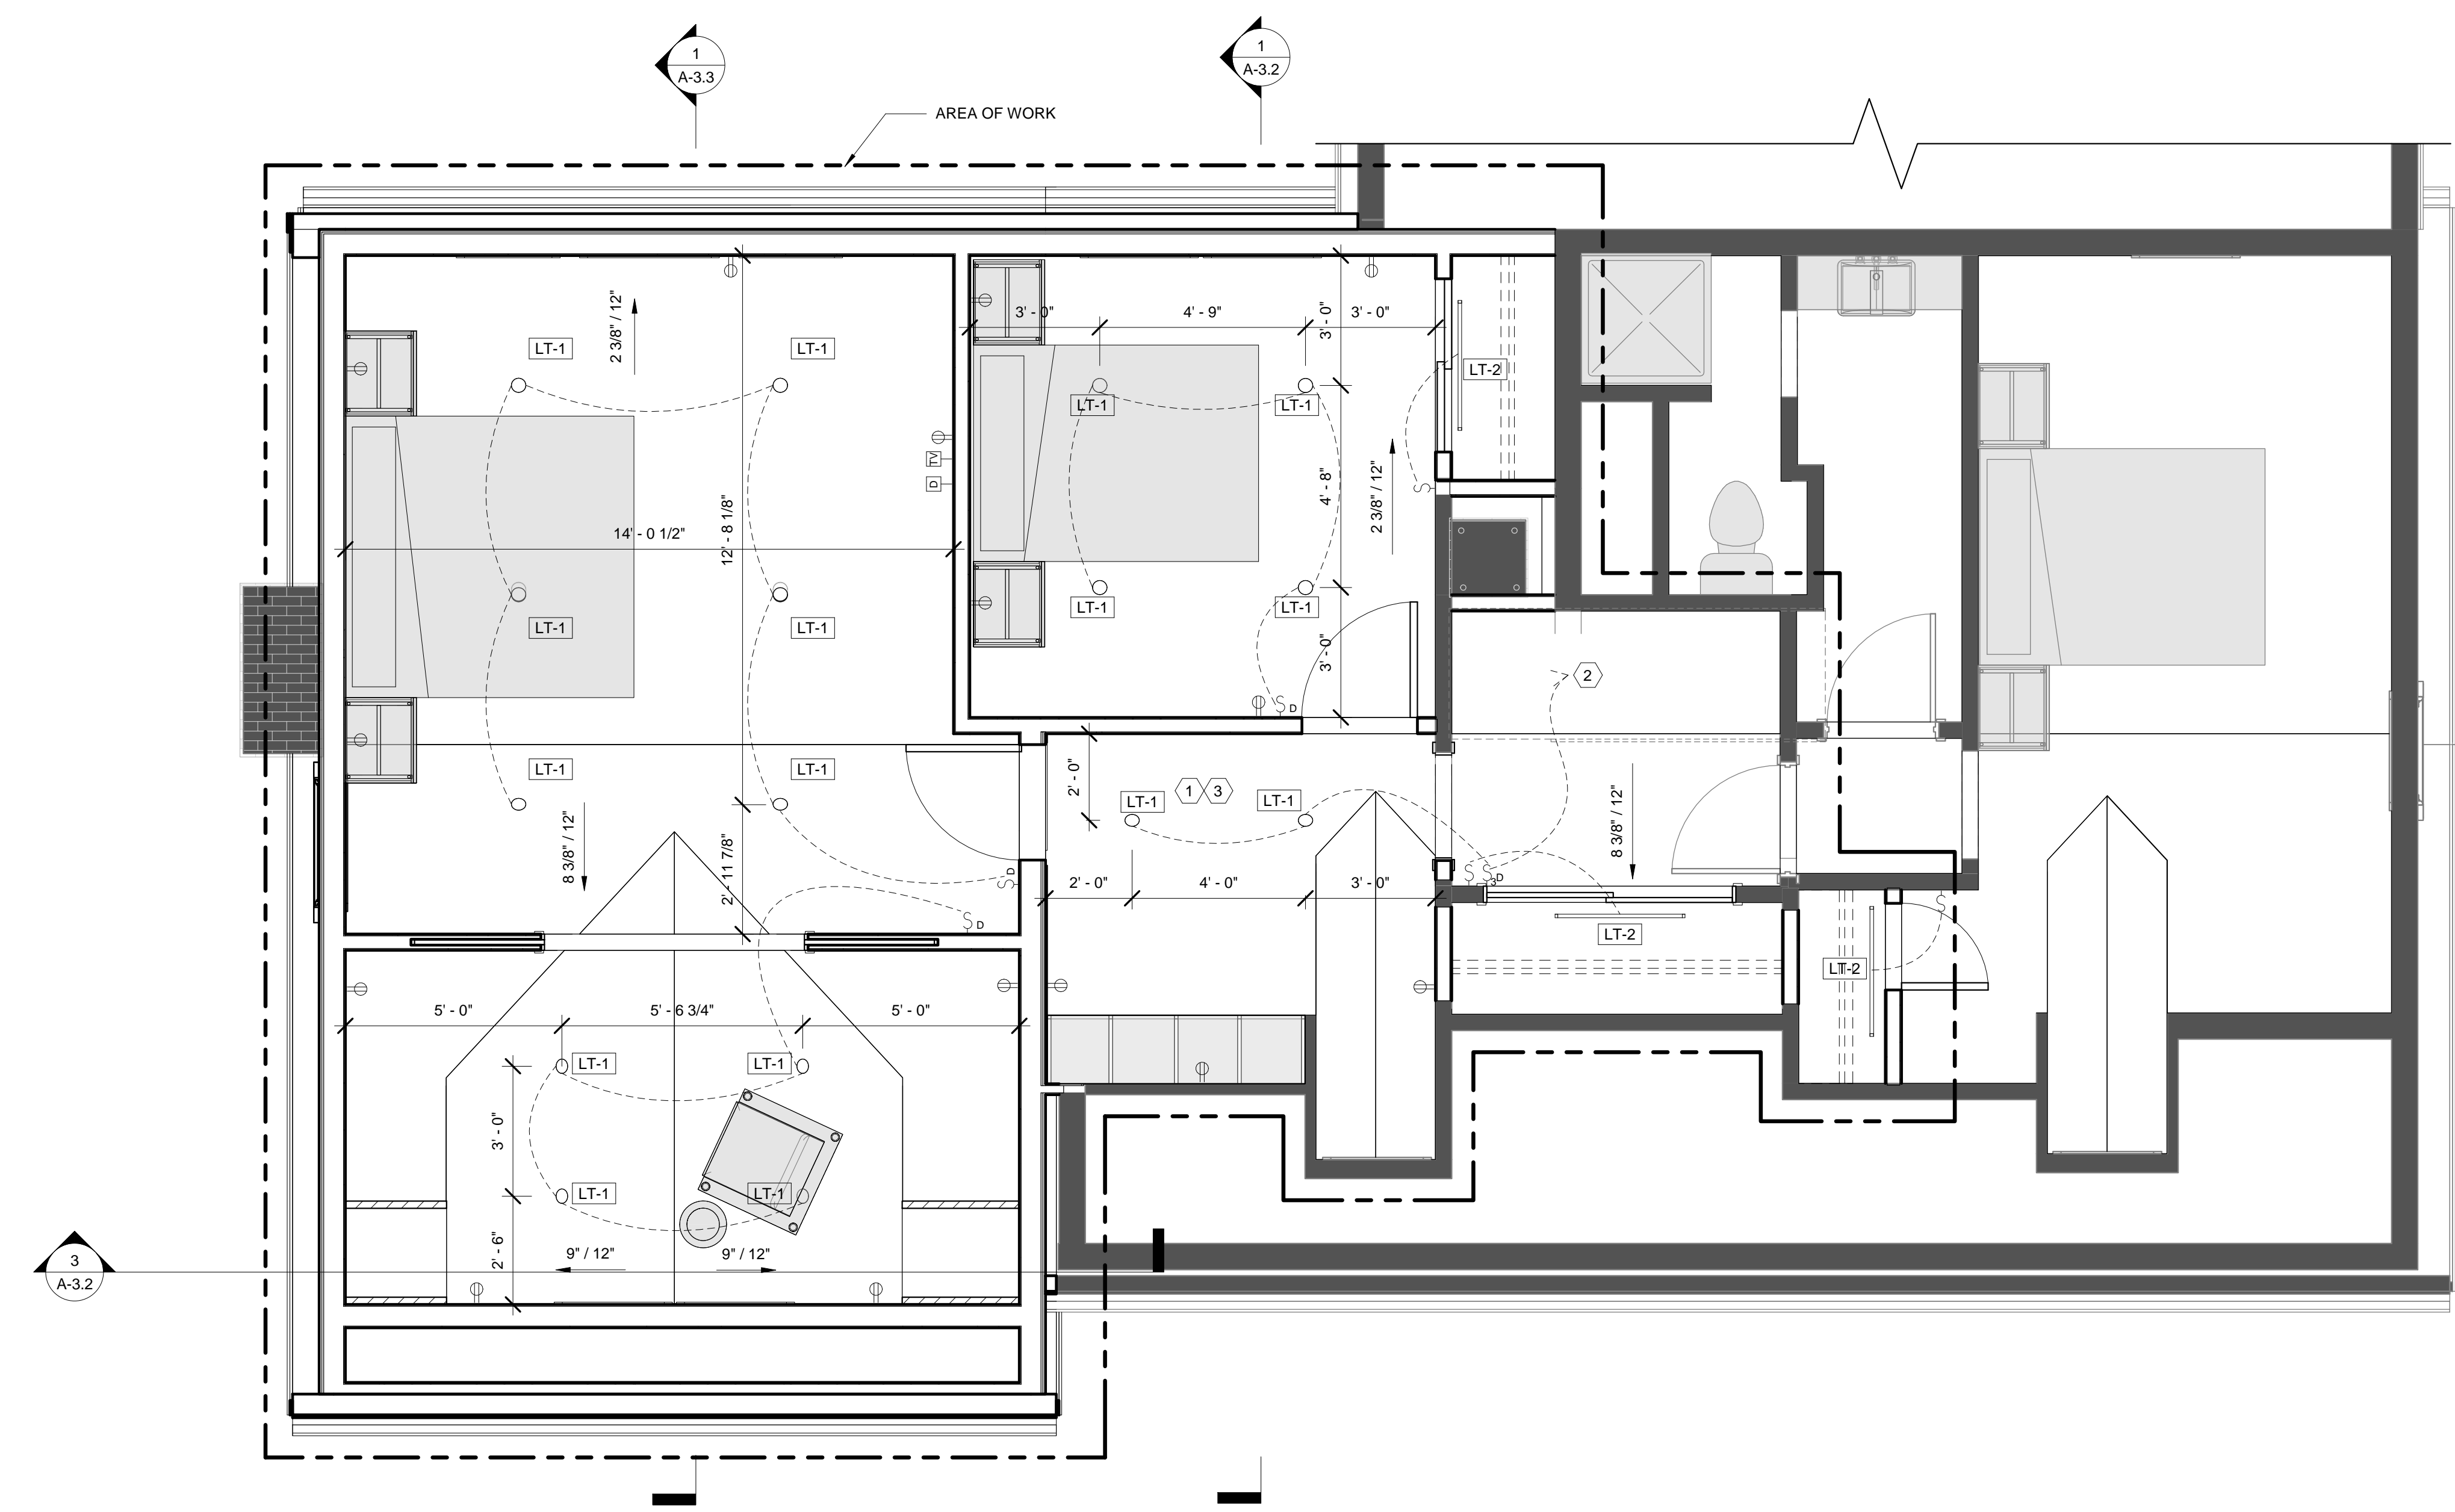 1
A-3.3
1
A-3.2
AREA OF WORK
2 3/8" / 12"
3' - 0"
4' - 9"
3' - 0"
3' - 0"
LT-1
LT-1
LT-2
LT-1
LT-1
TV
D
4' - 8"
2 3/8" / 12"
14' - 0 1/2"
12' - 8 1/8"
LT-1
LT-1
LT-1
LT-1
3' - 0"
2
D
LT-1
LT-1
2' - 0"
1
3
LT-1
LT-1
8 3/8" / 12"
8 3/8" / 12"
2' - 11 7/8"
D
2' - 0"
4' - 0"
3' - 0"
3
D
D
LT-2
LT-2
5' - 0"
5' - 6 3/4"
5' - 0"
LT-1
LT-1
3' - 0"
LT-1
LT-1
2' - 6"
9" / 12"
9" / 12"
3
A-3.2